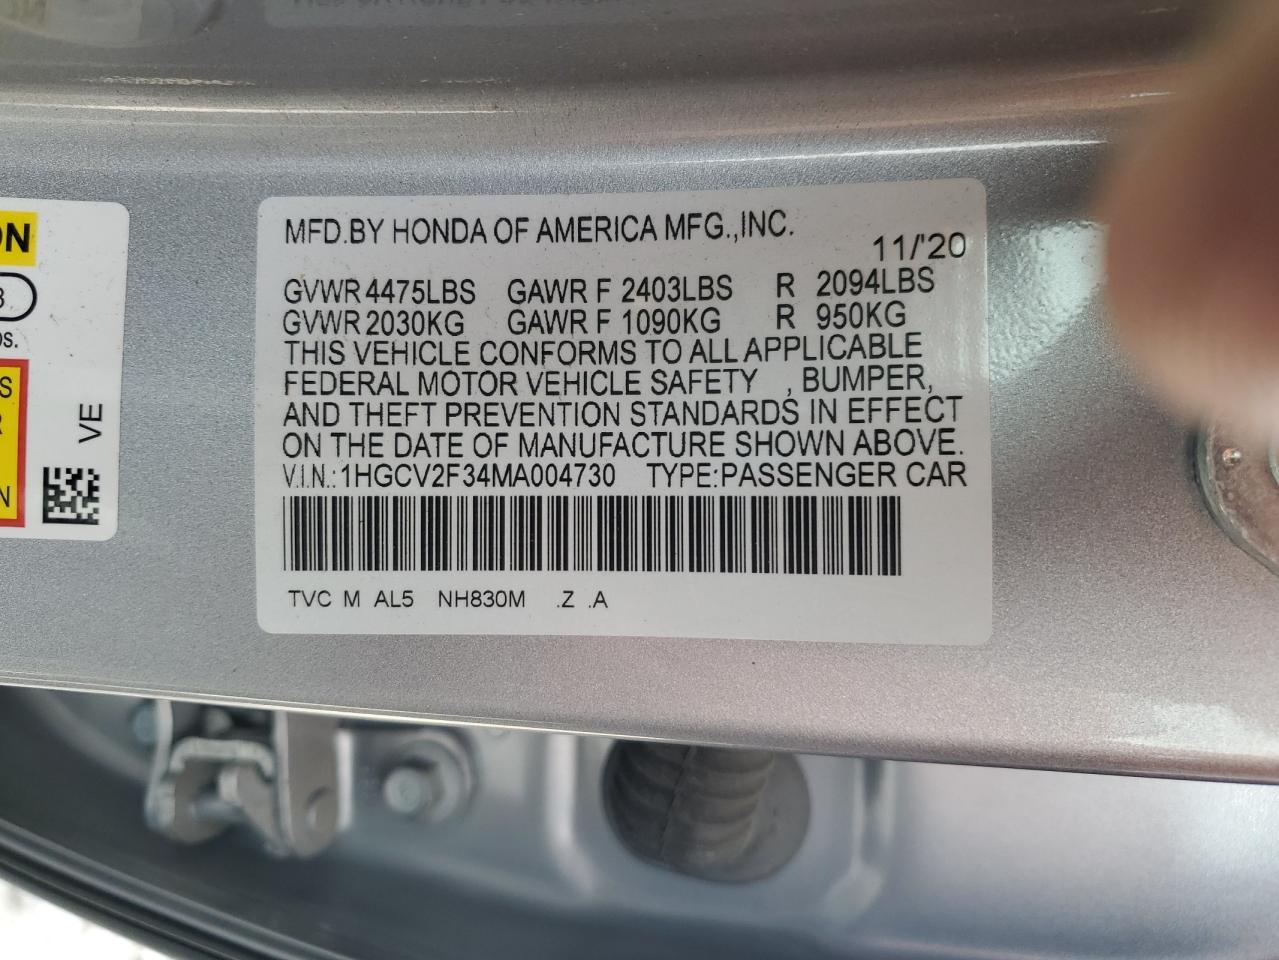 MFD.BY HONDA OF AMERICA MFG.,INC.
11/'20
GVWR 4475LBS GAWR F 2403LBS R 2094LBS
GVWR 2030KG GAWR F 1090KG R 950KG
THIS VEHICLE CONFORMS TO ALL APPLICABLE
FEDERAL MOTOR VEHICLE SAFETY , BUMPER,
AND THEFT PREVENTION STANDARDS IN EFFECT
ON THE DATE OF MANUFACTURE SHOWN ABOVE.
V.I.N.: 1HGCV2F34MA004730 TYPE:PASSENGER CAR
TVC M AL5 NH830M .Z .A
VE